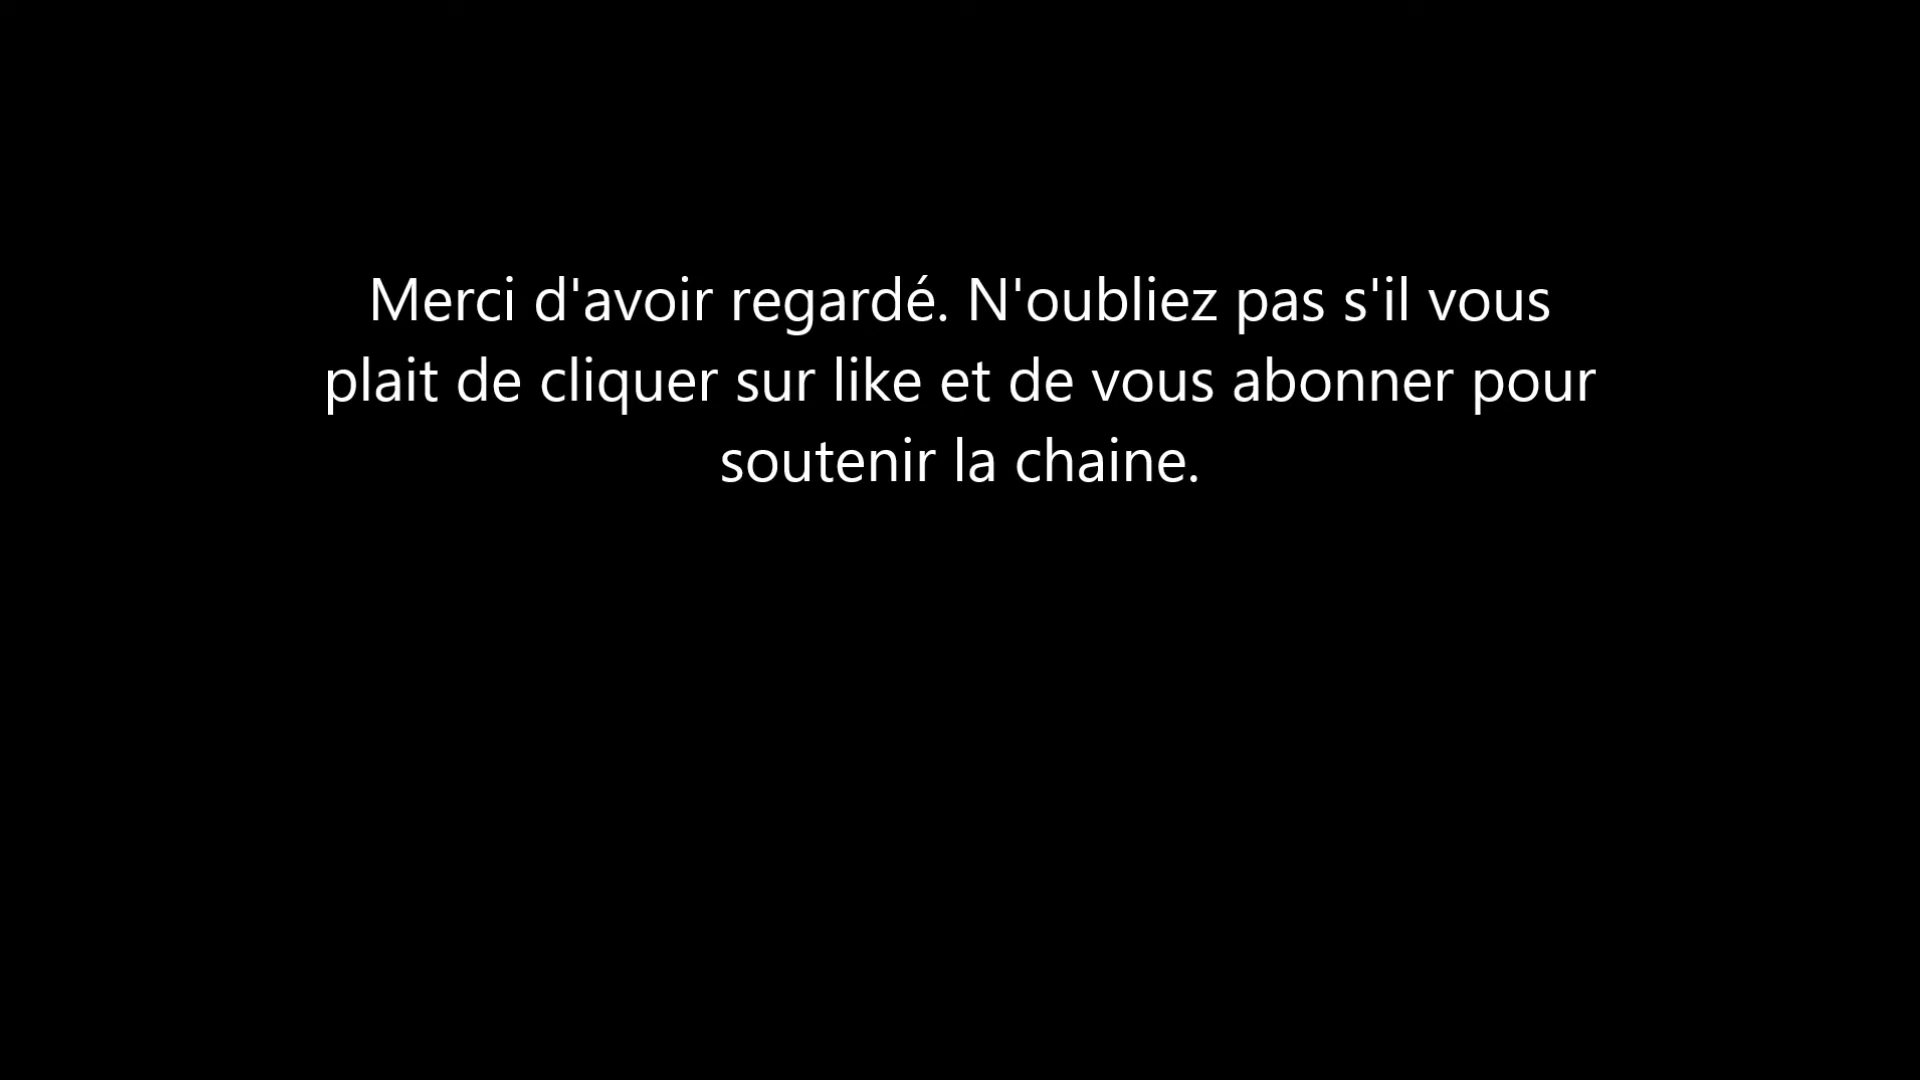 Merci d'avoir regardé. N'oubliez pas s'il vous
plait de cliquer sur like et de vous abonner pour
soutenir la chaine.